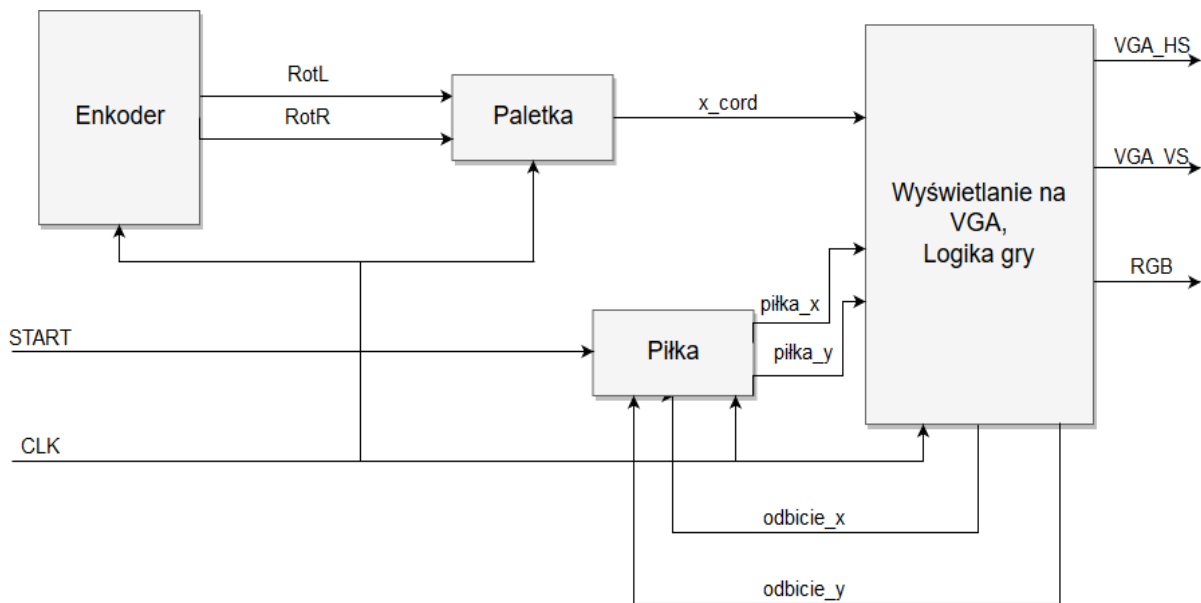 VGA_HS
RotL
Enkoder
RotR
Paletka
x_cord
VGA_VS
Wyświetlanie na
VGA,
Logika gry
RGB
piłka_x
START
Piłka
piłka_y
CLK
odbicie_x
odbicie_y